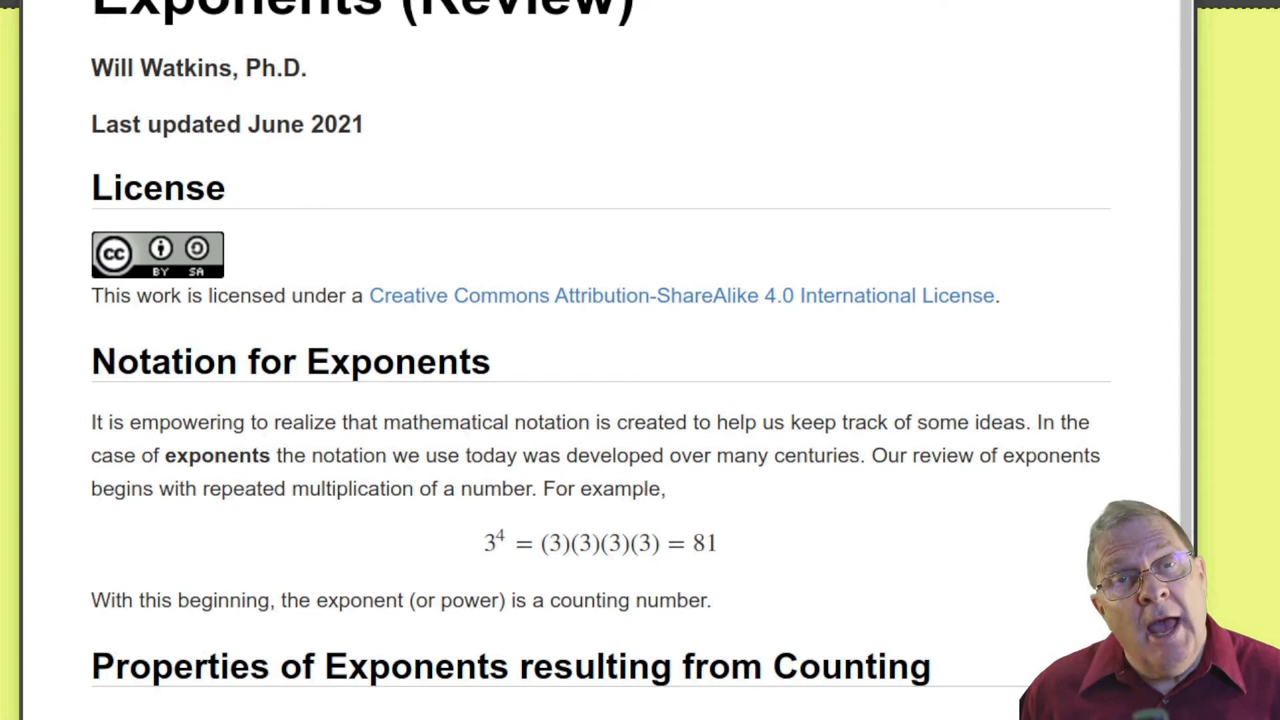 Exponents (Review)
Will Watkins, Ph.D.
Last updated June 2021
License
cc
BY SA
This work is licensed under a Creative Commons Attribution-ShareAlike 4.0 International License.
Notation for Exponents
It is empowering to realize that mathematical notation is created to help us keep track of some ideas. In the
case of exponents the notation we use today was developed over many centuries. Our review of exponents
begins with repeated multiplication of a number. For example,
3⁴ = (3)(3)(3)(3) = 81
With this beginning, the exponent (or power) is a counting number.
Properties of Exponents resulting from Counting